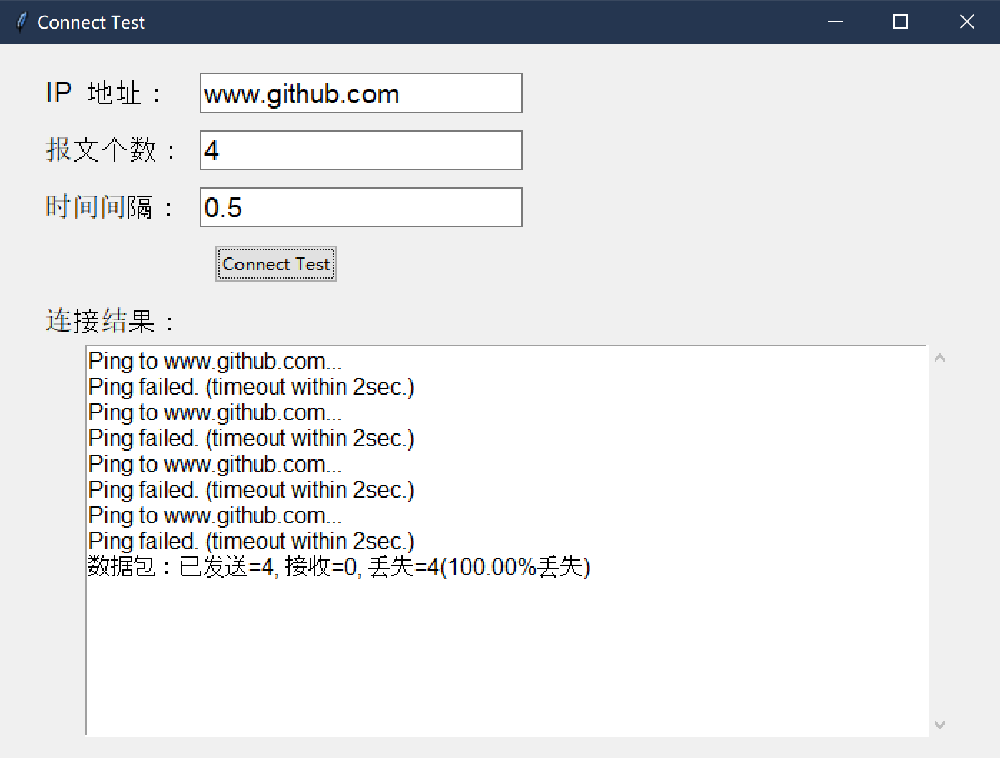 Connect Test
IP 地址：
www.github.com
报文个数：
4
时间间隔：
0.5
Connect Test
连接结果：
Ping to www.github.com...
Ping failed. (timeout within 2sec.)
Ping to www.github.com...
Ping failed. (timeout within 2sec.)
Ping to www.github.com...
Ping failed. (timeout within 2sec.)
Ping to www.github.com...
Ping failed. (timeout within 2sec.)
数据包：已发送=4, 接收=0, 丢失=4(100.00%丢失)